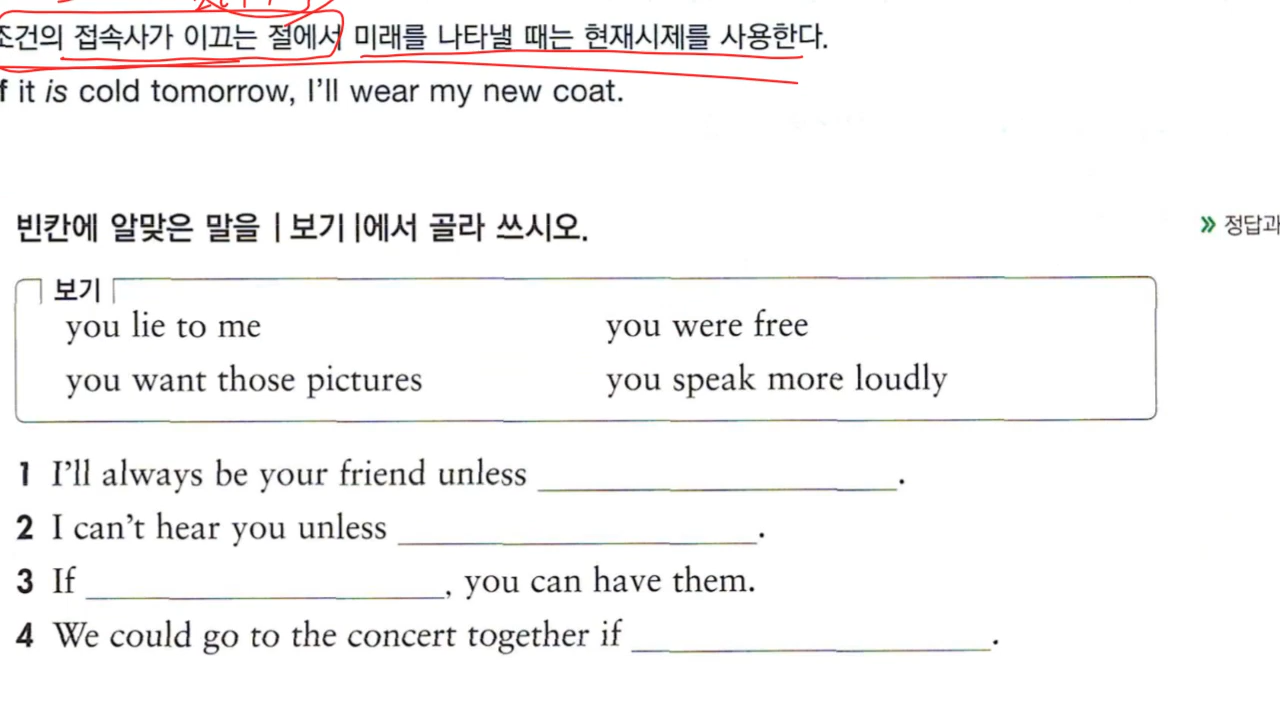 조건의 접속사가 이끄는 절에서 미래를 나타낼 때는 현재시제를 사용한다.
f it is cold tomorrow, I'll wear my new coat.
빈칸에 알맞은 말을 | 보기 |에서 골라 쓰시오.
» 정답과
보기
you lie to me you were free
you want those pictures you speak more loudly
1 I'll always be your friend unless ____________.
2 I can't hear you unless ____________.
3 If ____________, you can have them.
4 We could go to the concert together if ____________.